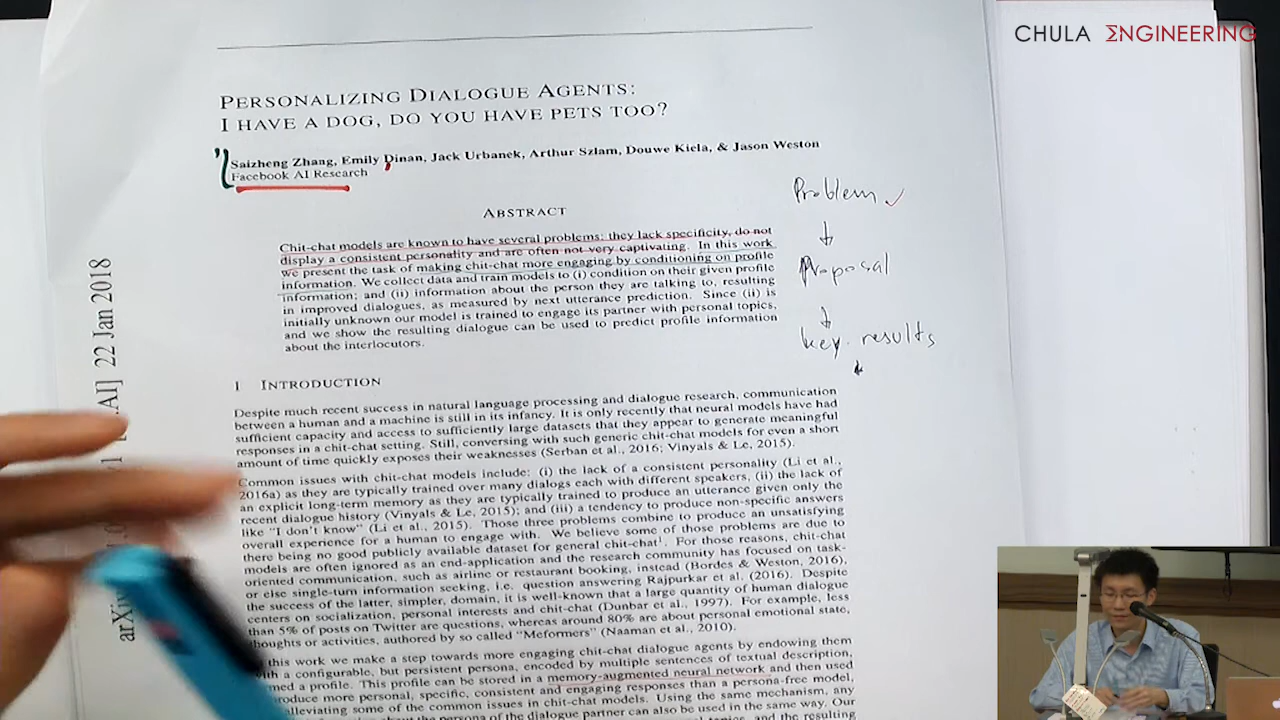 CHULA ΣNGINEERING
PERSONALIZING DIALOGUE AGENTS:
I HAVE A DOG, DO YOU HAVE PETS TOO?
Saizheng Zhang, Emily Dinan, Jack Urbanek, Arthur Szlam, Douwe Kiela, & Jason Weston
Facebook AI Research
ABSTRACT
Chit-chat models are known to have several problems: they lack specificity, do not
display a consistent personality and are often not very captivating. In this work
we present the task of making chit-chat more engaging by conditioning on profile
information. We collect data and train models to (i) condition on their given profile
information; and (ii) information about the person they are talking to, resulting
in improved dialogues, as measured by next utterance prediction. Since (ii) is
initially unknown our model is trained to engage its partner with personal topics,
and we show the resulting dialogue can be used to predict profile information
about the interlocutors.
Problem
Proposal
key results
22 Jan 2018
1 INTRODUCTION
Despite much recent success in natural language processing and dialogue research, communication
between a human and a machine is still in its infancy. It is only recently that neural models have had
sufficient capacity and access to sufficiently large datasets that they appear to generate meaningful
responses in a chit-chat setting. Still, conversing with such generic chit-chat models for even a short
amount of time quickly exposes their weaknesses (Serban et al., 2016; Vinyals & Le, 2015).
Common issues with chit-chat models include: (i) the lack of a consistent personality (Li et al.,
2016a) as they are typically trained over many dialogs each with different speakers, (ii) the lack of
an explicit long-term memory as they are typically trained to produce an utterance given only the
recent dialogue history (Vinyals & Le, 2015); and (iii) a tendency to produce non-specific answers
like "I don't know" (Li et al., 2015). Those three problems combine to produce an unsatisfying
overall experience for a human to engage with. We believe some of those problems are due to
there being no good publicly available dataset for general chit-chat¹. For those reasons, chit-chat
models are often ignored as an end-application and the research community has focused on task-
oriented communication, such as airline or restaurant booking, instead (Bordes & Weston, 2016),
or else single-turn information seeking, i.e. question answering Rajpurkar et al. (2016). Despite
the success of the latter, simpler, domain, it is well-known that a large quantity of human dialogue
centers on socialization, personal interests and chit-chat (Dunbar et al., 1997). For example, less
than 5% of posts on Twitter are questions, whereas around 80% are about personal emotional state,
thoughts or activities, authored by so called "Meformers" (Naaman et al., 2010).
this work we make a step towards more engaging chit-chat dialogue agents by endowing them
with a configurable, but persistent persona, encoded by multiple sentences of textual description,
med a profile. This profile can be stored in a memory-augmented neural network and then used
produce more personal, specific, consistent and engaging responses than a persona-free model,
alleviating some of the common issues in chit-chat models. Using the same mechanism, any
about the persona of the dialogue partner can also be used in the same way. Our
and the resulting